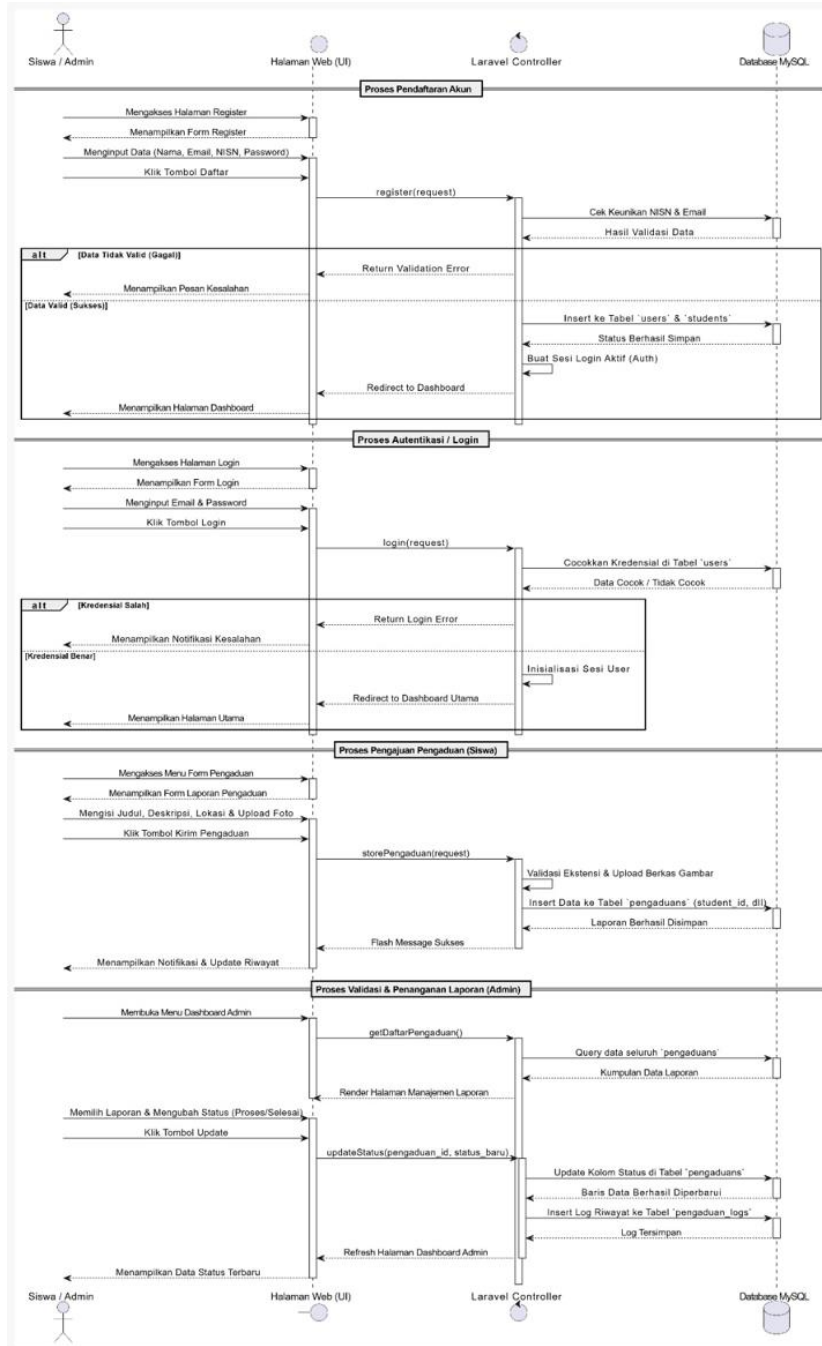 Siswa / Admin
Halaman Web (UI)
Laravel Controller
Database MySQL
Proses Pendaftaran Akun
Mengakses Halaman Register
Menampilkan Form Register
Menginput Data (Nama, Email, NISN, Password)
Klik Tombol Daftar
register(request)
Cek Keunikan NISN & Email
Hasil Validasi Data
alt [Data Tidak Valid (Gagal)]
Return Validation Error
Menampilkan Pesan Kesalahan
[Data Valid (Sukses)]
Insert ke Tabel `users` & `students`
Status Berhasil Simpan
Buat Sesi Login Aktif (Auth)
Redirect to Dashboard
Menampilkan Halaman Dashboard
Proses Autentikasi / Login
Mengakses Halaman Login
Menampilkan Form Login
Menginput Email & Password
Klik Tombol Login
login(request)
Cocokkan Kredensial di Tabel `users`
Data Cocok / Tidak Cocok
alt [Kredensial Salah]
Return Login Error
Menampilkan Notifikasi Kesalahan
[Kredensial Benar]
Inisialisasi Sesi User
Redirect to Dashboard Utama
Menampilkan Halaman Utama
Proses Pengajuan Pengaduan (Siswa)
Mengakses Menu Form Pengaduan
Menampilkan Form Laporan Pengaduan
Mengisi Judul, Deskripsi, Lokasi & Upload Foto
Klik Tombol Kirim Pengaduan
storePengaduan(request)
Validasi Ekstensi & Upload Berkas Gambar
Insert Data ke Tabel `pengaduans` (student_id, dll)
Laporan Berhasil Disimpan
Flash Message Sukses
Menampilkan Notifikasi & Update Riwayat
Proses Validasi & Penanganan Laporan (Admin)
Membuka Menu Dashboard Admin
getDaftarPengaduan()
Query data seluruh `pengaduans`
Kumpulan Data Laporan
Render Halaman Manajemen Laporan
Memilih Laporan & Mengubah Status (Proses/Selesai)
Klik Tombol Update
updateStatus(pengaduan_id, status_baru)
Update Kolom Status di Tabel `pengaduans`
Baris Data Berhasil Diperbarui
Insert Log Riwayat ke Tabel `pengaduan_logs`
Log Tersimpan
Refresh Halaman Dashboard Admin
Menampilkan Data Status Terbaru
Siswa / Admin
Halaman Web (UI)
Laravel Controller
Database MySQL